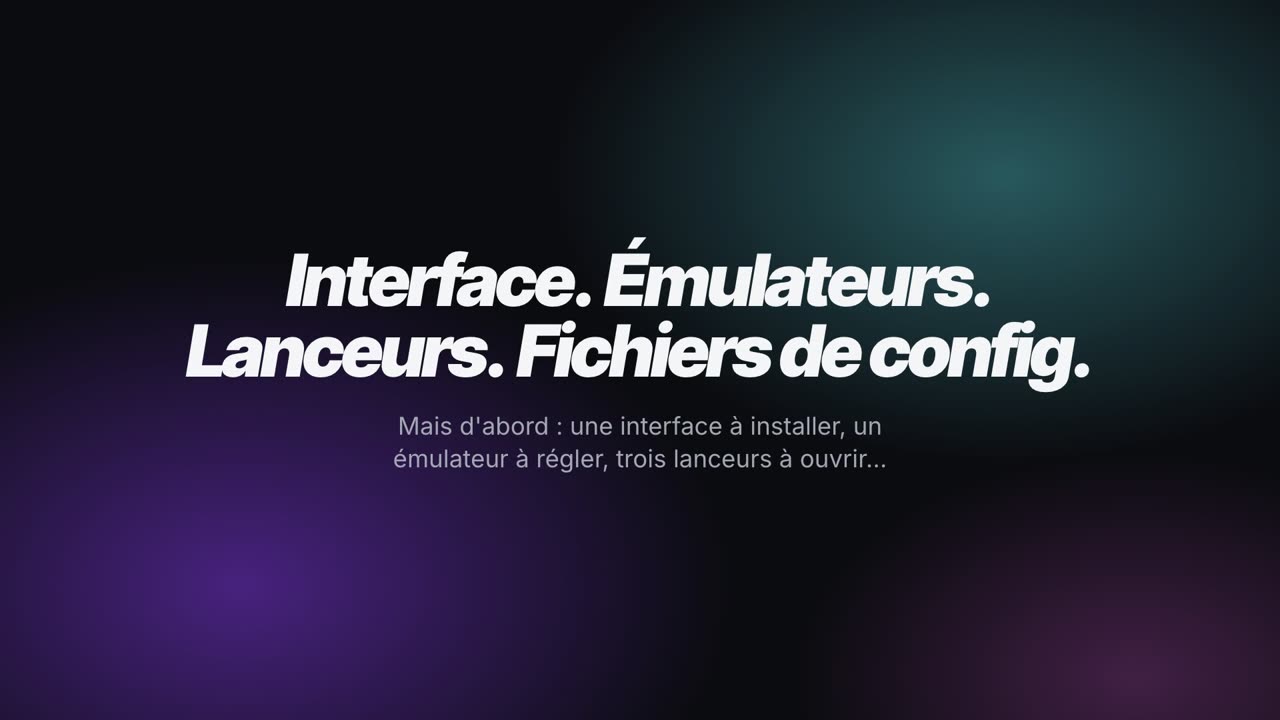 Interface. Émulateurs.
Lanceurs. Fichiers de config.
Mais d'abord : une interface à installer, un
émulateur à régler, trois lanceurs à ouvrir...